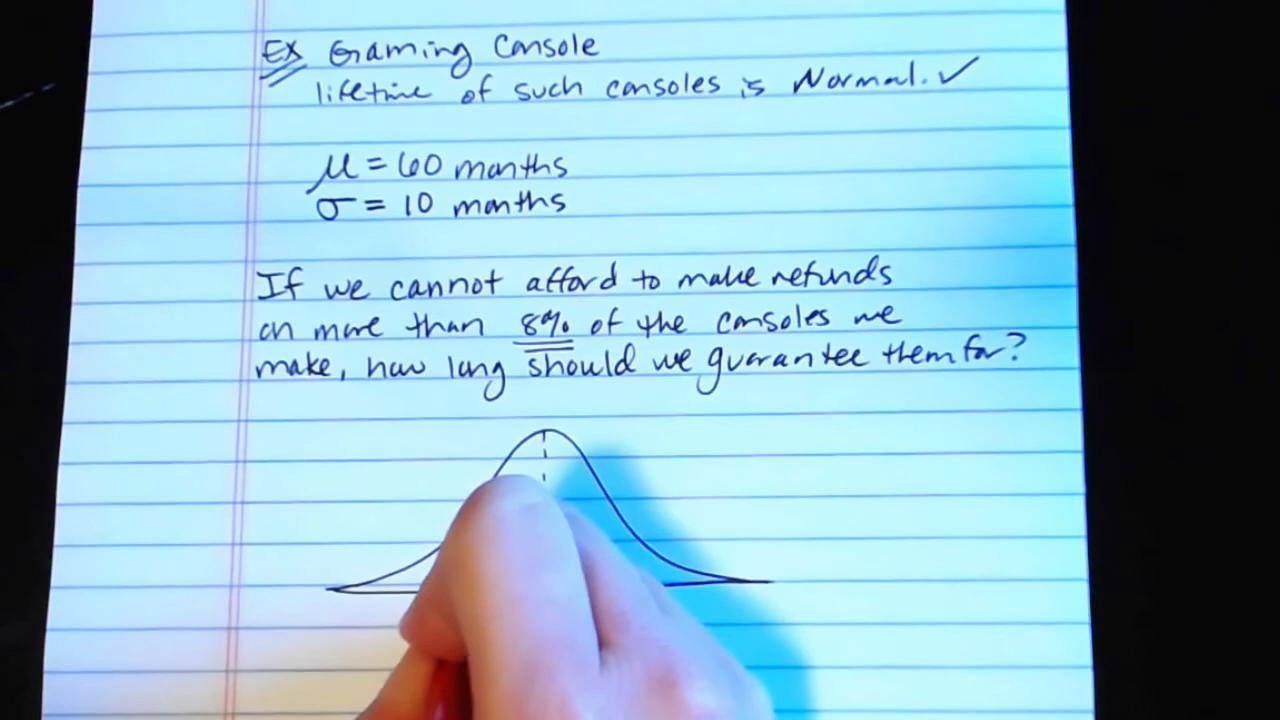 Ex Gaming Console
lifetime of such consoles is Normal. ✓
μ = 60 months
σ = 10 months
If we cannot afford to make refunds
on more than 8% of the consoles we
make, how long should we guarantee them for?